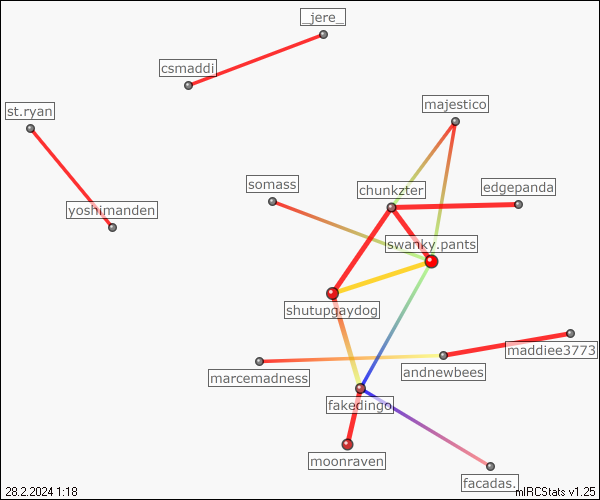 _jere_
csmaddi
majestico
st.ryan
somass
chunkzter
edgepanda
yoshimanden
swanky.pants
shutupgaydog
maddiee3773
marcemadness
andnewbees
fakedingo
moonraven
facadas.
28.2.2024 1:18
mIRCStats v1.25